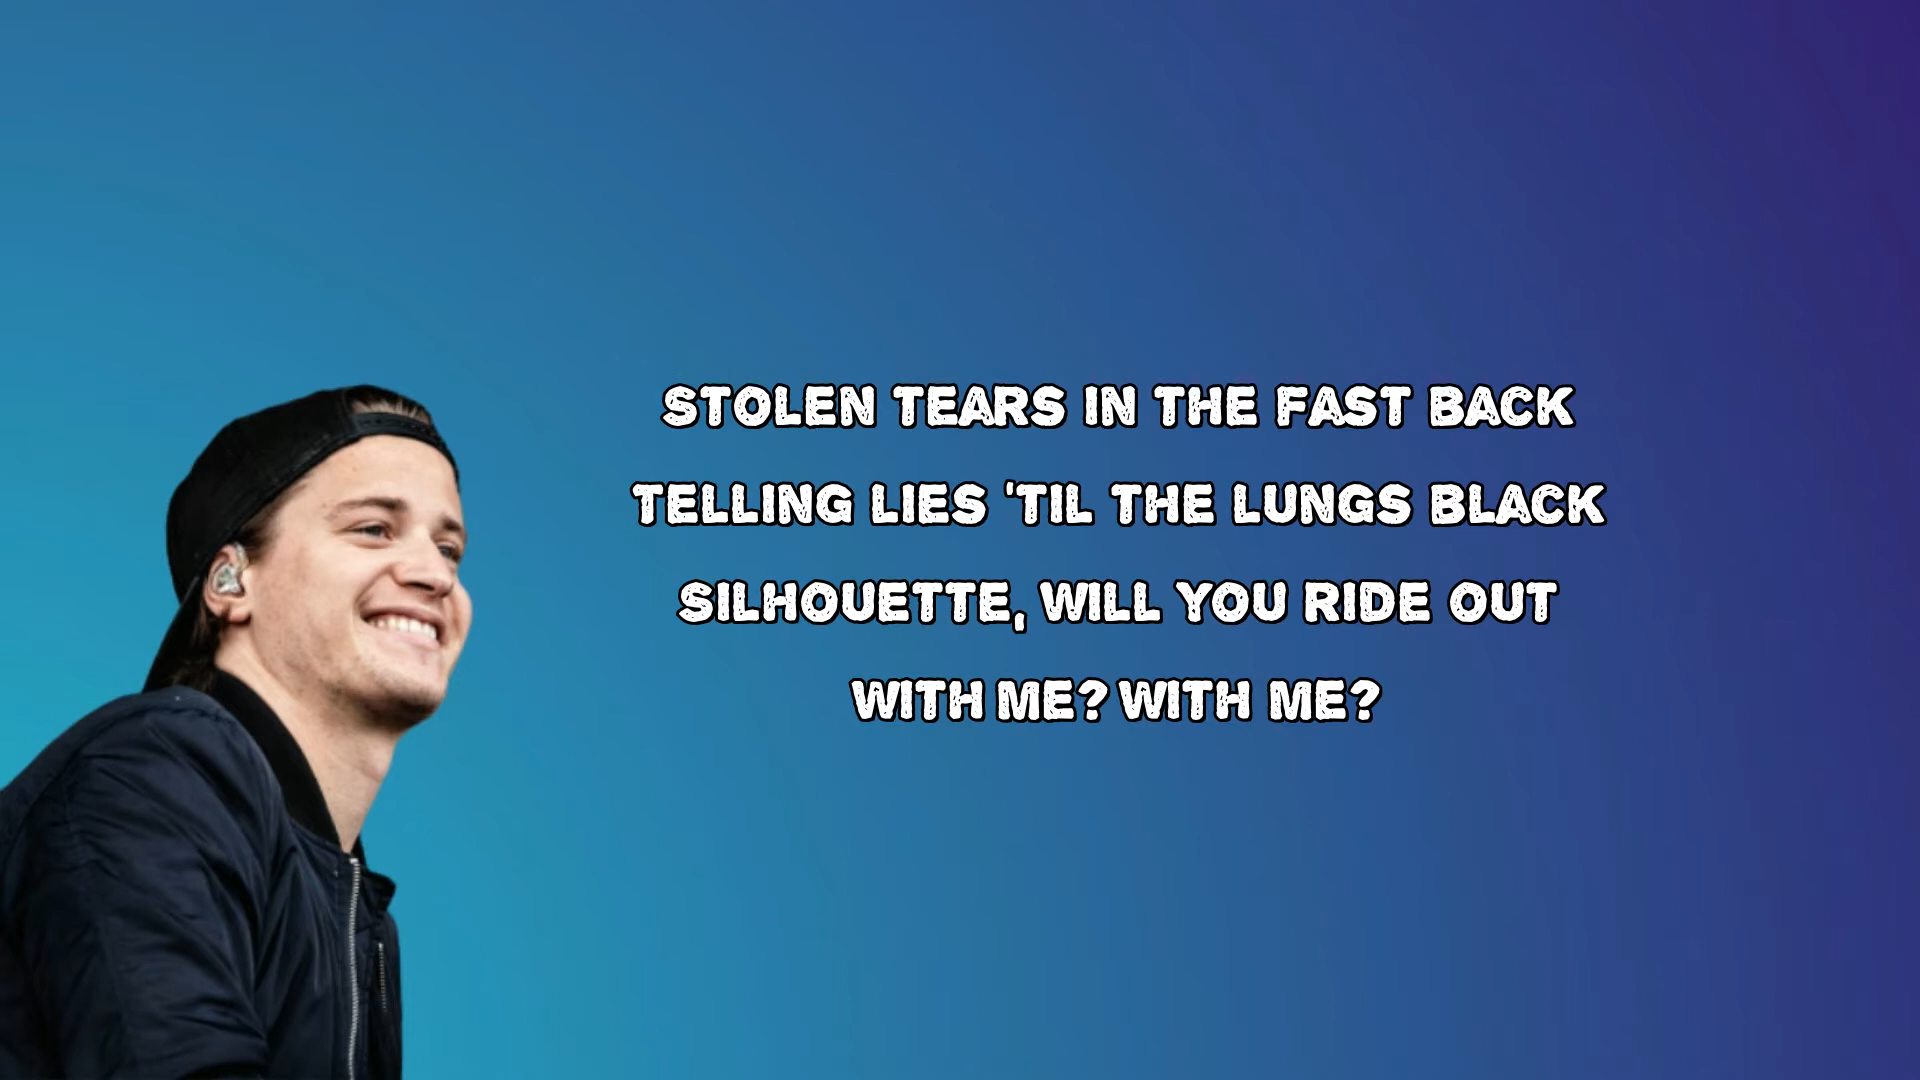 STOLEN TEARS IN THE FAST BACK
TELLING LIES 'TIL THE LUNGS BLACK
SILHOUETTE, WILL YOU RIDE OUT
WITH ME? WITH ME?